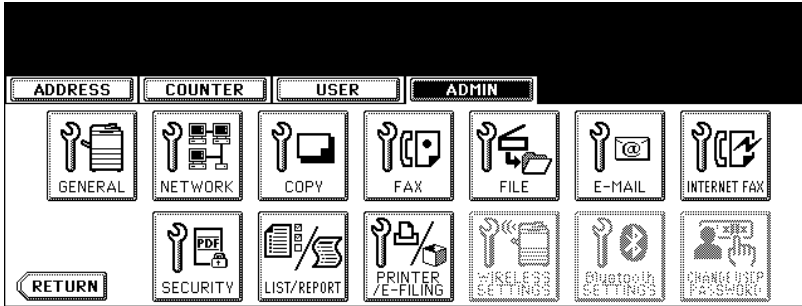 ADDRESS COUNTER USER ADMIN
GENERAL NETWORK COPY FAX FILE E-MAIL INTERNET FAX
@
PDF
SECURITY LIST/REPORT PRINTER /E-FILING WIRELESS SETTINGS Bluetooth SETTINGS CHANGE USER PASSWORD
RETURN